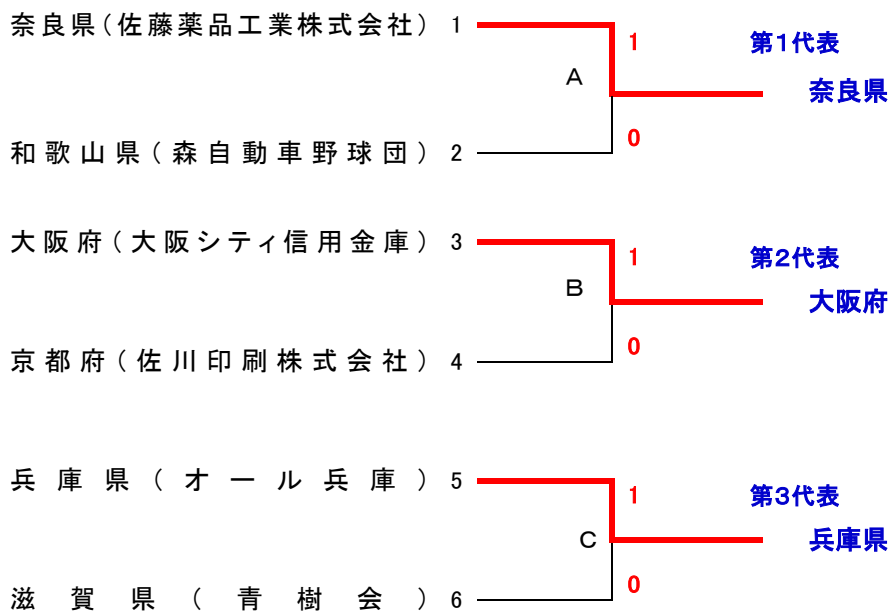 奈良県(佐藤薬品工業株式会社) 1
1
第1代表
A
奈良県
0
和歌山県(森自動車野球団) 2
大阪府(大阪シティ信用金庫) 3
1
第2代表
B
大阪府
0
京都府(佐川印刷株式会社) 4
兵庫県(オール兵庫) 5
1
第3代表
C
兵庫県
0
滋賀県(青樹会) 6